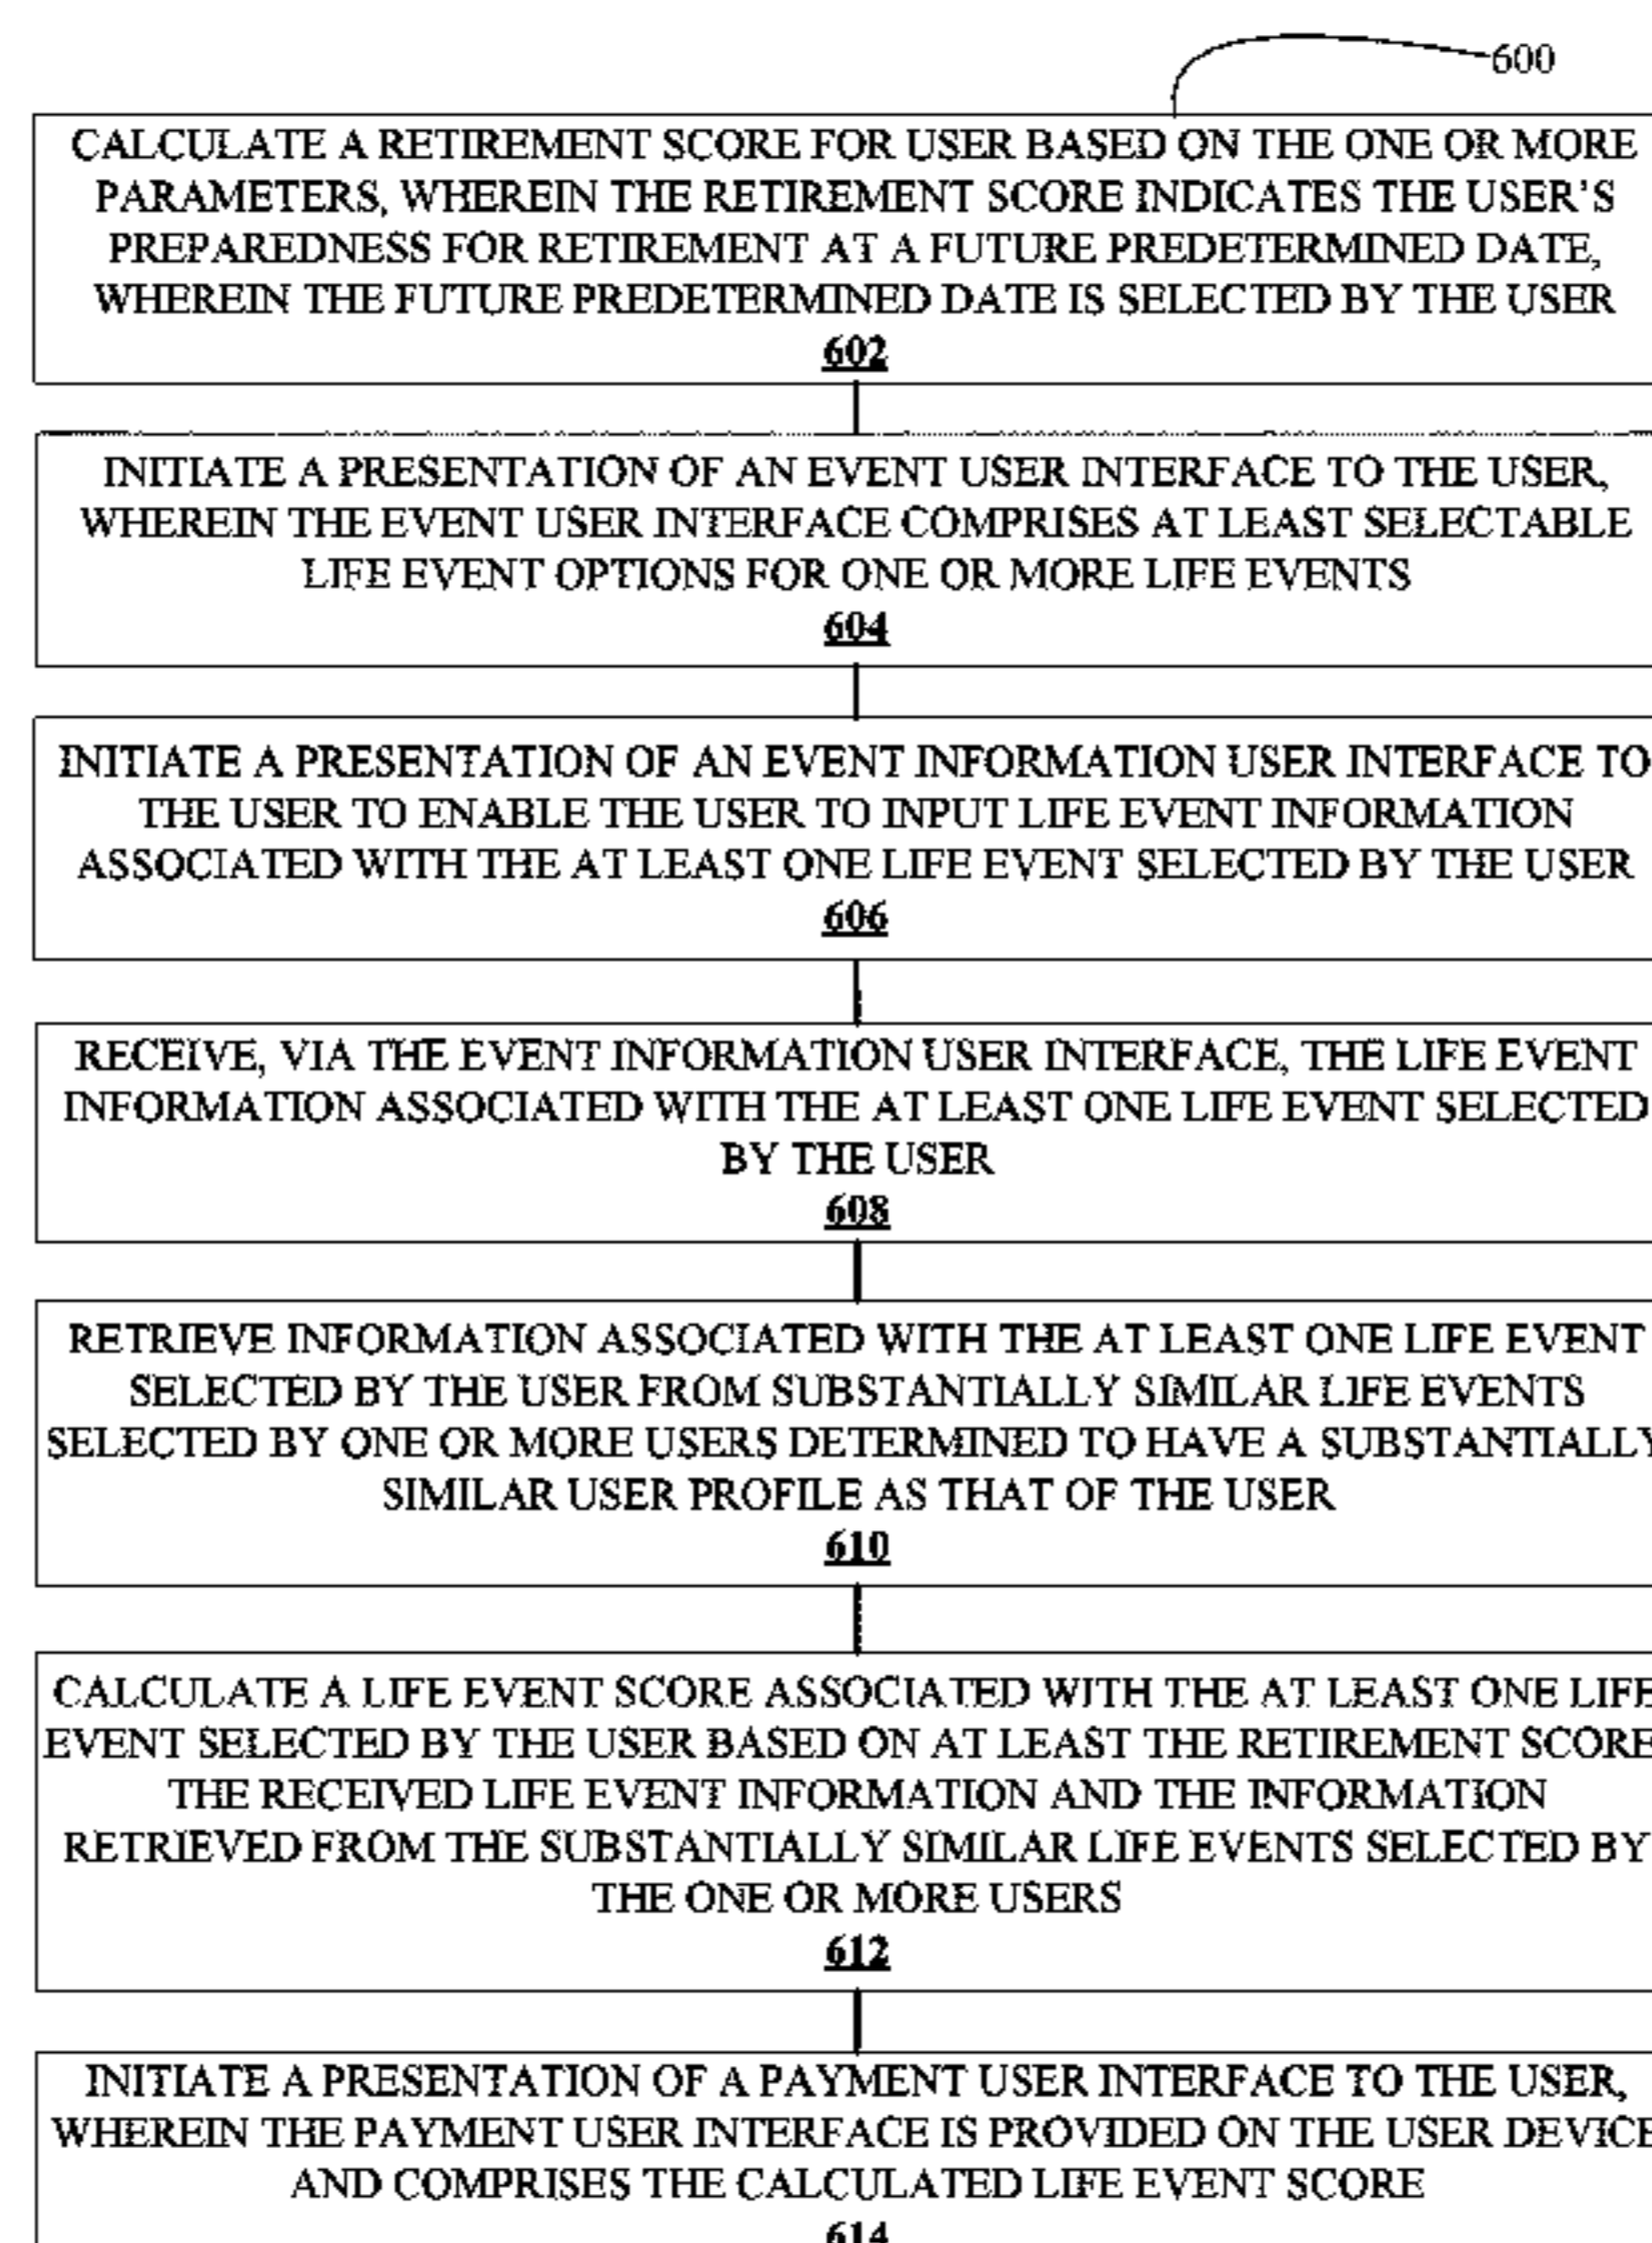 600
CALCULATE A RETIREMENT SCORE FOR USER BASED ON THE ONE OR MORE
PARAMETERS, WHEREIN THE RETIREMENT SCORE INDICATES THE USER'S
PREPAREDNESS FOR RETIREMENT AT A FUTURE PREDETERMINED DATE,
WHEREIN THE FUTURE PREDETERMINED DATE IS SELECTED BY THE USER
602
INITIATE A PRESENTATION OF AN EVENT USER INTERFACE TO THE USER,
WHEREIN THE EVENT USER INTERFACE COMPRISES AT LEAST SELECTABLE
LIFE EVENT OPTIONS FOR ONE OR MORE LIFE EVENTS
604
INITIATE A PRESENTATION OF AN EVENT INFORMATION USER INTERFACE TO
THE USER TO ENABLE THE USER TO INPUT LIFE EVENT INFORMATION
ASSOCIATED WITH THE AT LEAST ONE LIFE EVENT SELECTED BY THE USER
606
RECEIVE, VIA THE EVENT INFORMATION USER INTERFACE, THE LIFE EVENT
INFORMATION ASSOCIATED WITH THE AT LEAST ONE LIFE EVENT SELECTED
BY THE USER
608
RETRIEVE INFORMATION ASSOCIATED WITH THE AT LEAST ONE LIFE EVENT
SELECTED BY THE USER FROM SUBSTANTIALLY SIMILAR LIFE EVENTS
SELECTED BY ONE OR MORE USERS DETERMINED TO HAVE A SUBSTANTIALLY
SIMILAR USER PROFILE AS THAT OF THE USER
610
CALCULATE A LIFE EVENT SCORE ASSOCIATED WITH THE AT LEAST ONE LIFE
EVENT SELECTED BY THE USER BASED ON AT LEAST THE RETIREMENT SCORE
THE RECEIVED LIFE EVENT INFORMATION AND THE INFORMATION
RETRIEVED FROM THE SUBSTANTIALLY SIMILAR LIFE EVENTS SELECTED BY
THE ONE OR MORE USERS
612
INITIATE A PRESENTATION OF A PAYMENT USER INTERFACE TO THE USER,
WHEREIN THE PAYMENT USER INTERFACE IS PROVIDED ON THE USER DEVICE
AND COMPRISES THE CALCULATED LIFE EVENT SCORE
614